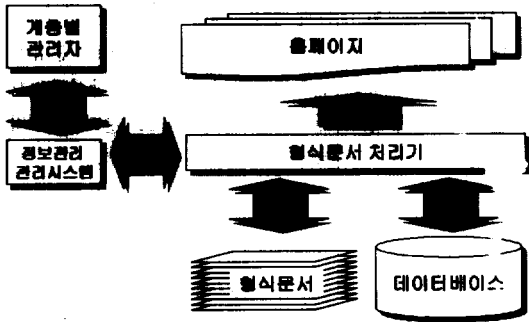 계층별
관리자
홈페이지
정보관리
관리시스템
형식문서 처리기
형식문서
데이터베이스